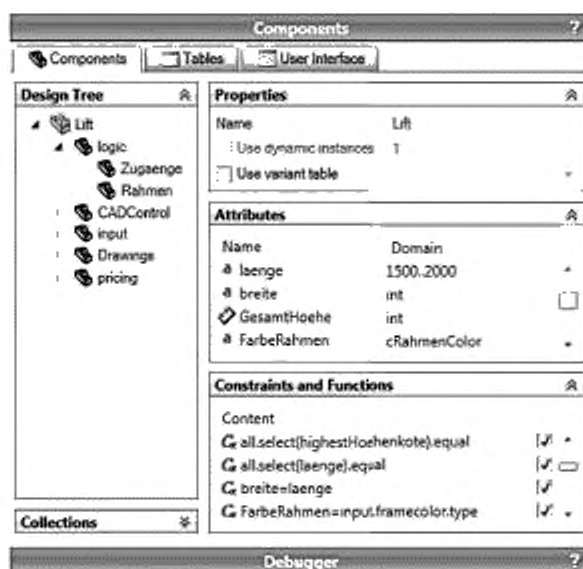 Components ?
Components Tables User Interface
Design Tree
Lift
logic
Zugaenge
Rahmen
CADControl
input
Drawings
pricing
Collections
Properties
Name Lift
Use dynamic instances 1
Use variant table
Attributes
Name Domain
laenge 1500..2000
breite int
GesamtHoehe int
FarbeRahmen cRahmenColor
Constraints and Functions
Content
all.select(highestHoehenkote).equal
all.select(laenge).equal
breite=laenge
FarbeRahmen=input.framecolor.type
Debugger ?